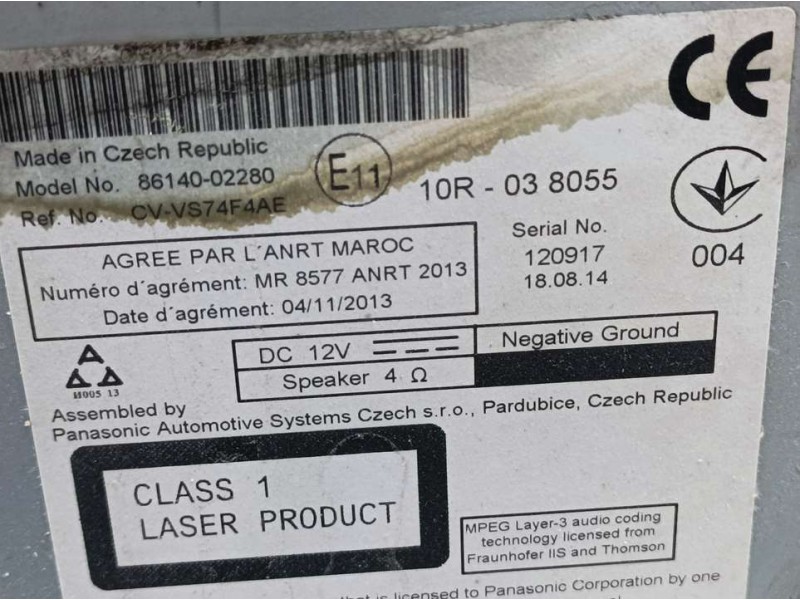 CE
Made in Czech Republic
Model No. 86140-02280
E11
10R - 03 8055
Ref. No. CV-VS74F4AE
Serial No.
120917
18.08.14
004
AGREE PAR L´ANRT MAROC
Numéro d´agrément: MR 8577 ANRT 2013
Date d´agrément: 04/11/2013
И005 13
DC 12V
Negative Ground
Speaker 4 Ω
Assembled by
Panasonic Automotive Systems Czech s.r.o., Pardubice, Czech Republic
CLASS 1
LASER PRODUCT
MPEG Layer-3 audio coding
technology licensed from
Fraunhofer IIS and Thomson
that is licensed to Panasonic Corporation by one